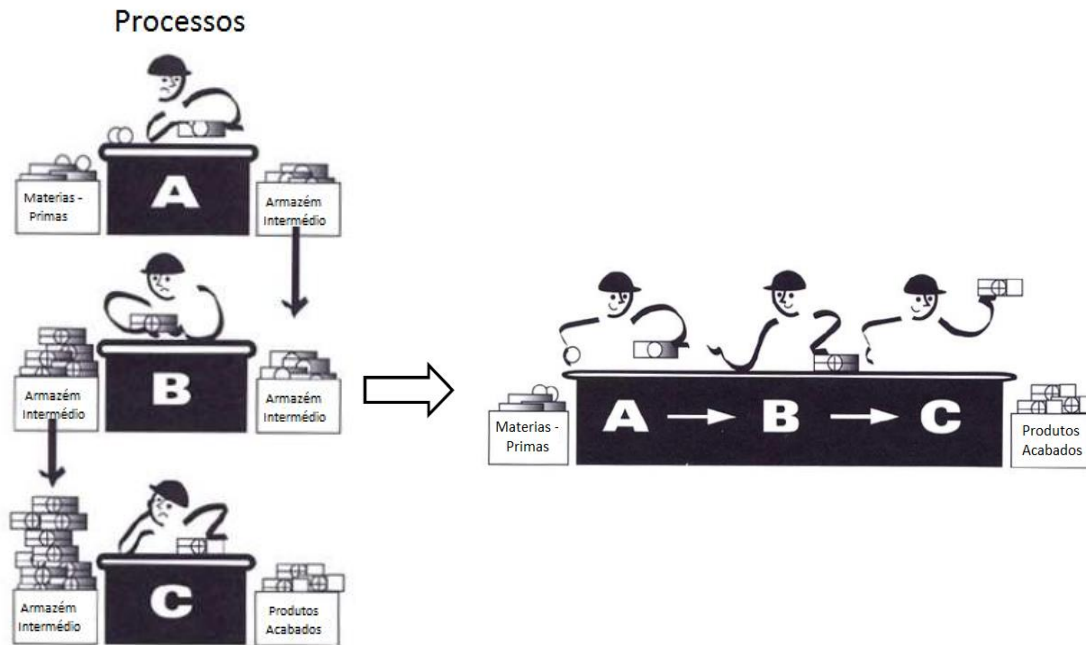 Processos
A
Materias -
Primas
Armazém
Intermédio
B
Armazém
Intermédio
Armazém
Intermédio
C
Armazém
Intermédio
Produtos
Acabados
Materias -
Primas
A → B → C
Produtos
Acabados